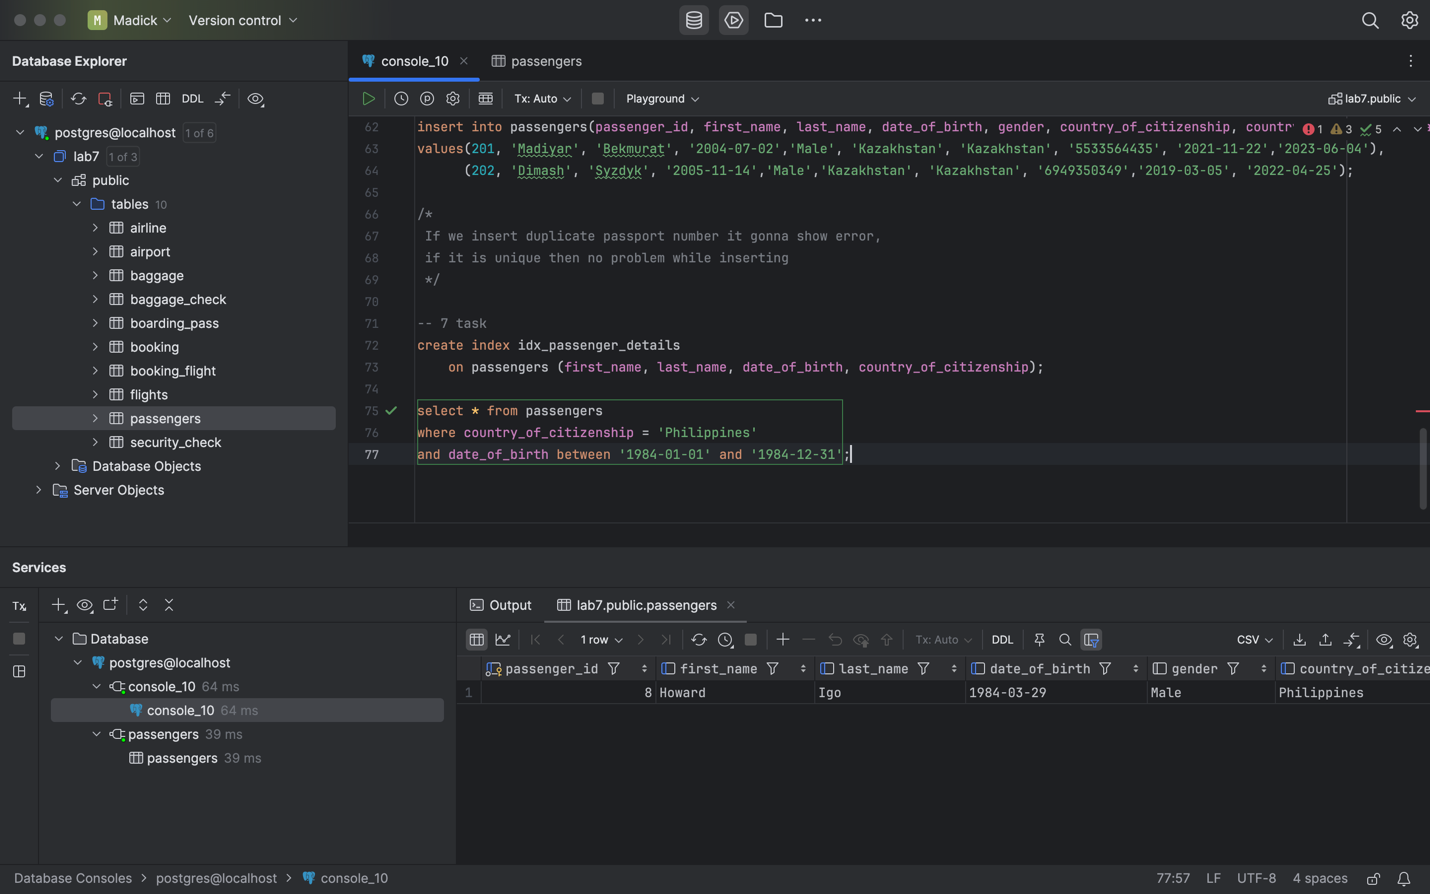 M Madick Version control
Database Explorer
console_10 passengers
DDL Tx: Auto Playground lab7.public
postgres@localhost 1 of 6
lab7 1 of 3
public
tables 10
airline
airport
baggage
baggage_check
boarding_pass
booking
booking_flight
flights
passengers
security_check
Database Objects
Server Objects
1 3 5
62 insert into passengers(passenger_id, first_name, last_name, date_of_birth, gender, country_of_citizenship, countr
63 values(201, 'Madiyar', 'Bekmurat', '2004-07-02','Male', 'Kazakhstan', 'Kazakhstan', '5533564435', '2021-11-22','2023-06-04'),
64 (202, 'Dimash', 'Syzdyk', '2005-11-14','Male','Kazakhstan', 'Kazakhstan', '6949350349','2019-03-05', '2022-04-25');
65
66 /*
67 If we insert duplicate passport number it gonna show error,
68 if it is unique then no problem while inserting
69 */
70
71 -- 7 task
72 create index idx_passenger_details
73 on passengers (first_name, last_name, date_of_birth, country_of_citizenship);
74
75 select * from passengers
76 where country_of_citizenship = 'Philippines'
77 and date_of_birth between '1984-01-01' and '1984-12-31';
Services
Tx
Database
postgres@localhost
console_10 64 ms
console_10 64 ms
passengers 39 ms
passengers 39 ms
Output lab7.public.passengers
1 row Tx: Auto DDL CSV
passenger_id first_name last_name date_of_birth gender country_of_citize
1 8 Howard Igo 1984-03-29 Male Philippines
Database Consoles > postgres@localhost > console_10
77:57 LF UTF-8 4 spaces